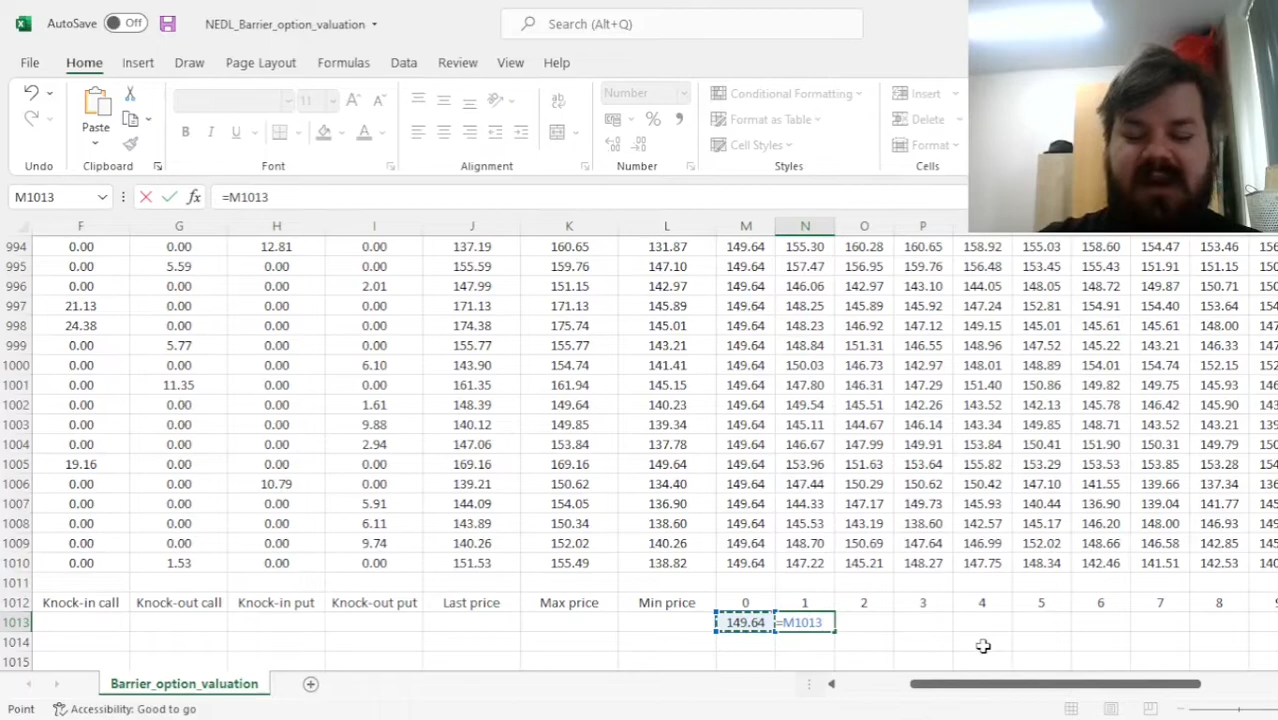 AutoSave Off NEDL_Barrier_option_valuation Search (Alt+Q)
File Home Insert Draw Page Layout Formulas Data Review View Help
Paste 11 Number Conditional Formatting Insert
Format as Table Delete
Cell Styles Format
Undo Clipboard Font Alignment Number Styles Cells
M1013 =M1013
F G H I J K L M N O P Q R S T U V
994 0.00 0.00 12.81 0.00 137.19 160.65 131.87 149.64 155.30 160.28 160.65 158.92 155.03 158.60 154.47 153.46 156
995 0.00 5.59 0.00 0.00 155.59 159.76 147.10 149.64 157.47 156.95 159.76 156.48 153.45 155.43 151.91 151.15 152
996 0.00 0.00 0.00 2.01 147.99 151.15 142.97 149.64 146.06 142.97 143.10 144.05 148.05 148.72 149.87 150.71 150
997 21.13 0.00 0.00 0.00 171.13 171.13 145.89 149.64 148.25 145.89 145.92 147.24 152.81 154.91 154.40 153.64 154
998 24.38 0.00 0.00 0.00 174.38 175.74 145.01 149.64 148.23 146.92 147.12 149.15 145.01 145.61 145.61 148.00
999 0.00 5.77 0.00 0.00 155.77 155.77 143.21 149.64 148.84 151.31 146.55 148.96 147.52 145.22 143.21 146.33
1000 0.00 0.00 0.00 6.10 143.90 154.74 141.41 149.64 150.03 146.73 142.97 148.01 148.89 154.01 154.74 152.15
1001 0.00 11.35 0.00 0.00 161.35 161.94 145.15 149.64 147.80 146.31 147.29 151.40 150.86 149.82 149.75 145.93
1002 0.00 0.00 0.00 1.61 148.39 149.64 140.23 149.64 149.54 145.51 142.26 143.52 142.13 145.78 146.42 145.90
1003 0.00 0.00 0.00 9.88 140.12 149.85 139.34 149.64 145.11 144.67 146.14 143.34 149.85 148.71 143.52 143.21 139
1004 0.00 0.00 0.00 2.94 147.06 153.84 137.78 149.64 146.67 147.99 149.91 153.84 150.41 151.90 150.31 149.79
1005 19.16 0.00 0.00 0.00 169.16 169.16 149.64 149.64 153.96 151.63 153.64 155.82 153.29 153.53 153.85 153.28
1006 0.00 0.00 10.79 0.00 139.21 150.62 134.40 149.64 147.44 150.29 150.62 150.42 147.10 141.55 139.66 137.34
1007 0.00 0.00 0.00 5.91 144.09 154.05 136.90 149.64 144.33 147.17 149.73 145.93 140.44 136.90 139.04 141.77
1008 0.00 0.00 0.00 6.11 143.89 150.34 138.60 149.64 145.53 143.19 138.60 142.57 145.17 146.20 148.00 146.93
1009 0.00 0.00 0.00 9.74 140.26 152.02 140.26 149.64 148.70 150.69 147.64 146.99 152.02 148.66 146.58 142.85
1010 0.00 1.53 0.00 0.00 151.53 155.49 138.82 149.64 147.22 145.21 148.27 147.75 148.34 142.46 141.51 142.53
1011
1012 Knock-in call Knock-out call Knock-in put Knock-out put Last price Max price Min price 0 1 2 3 4 5 6 7 8
1013 149.64 =M1013
1014
1015
Barrier_option_valuation
Point Accessibility: Good to go